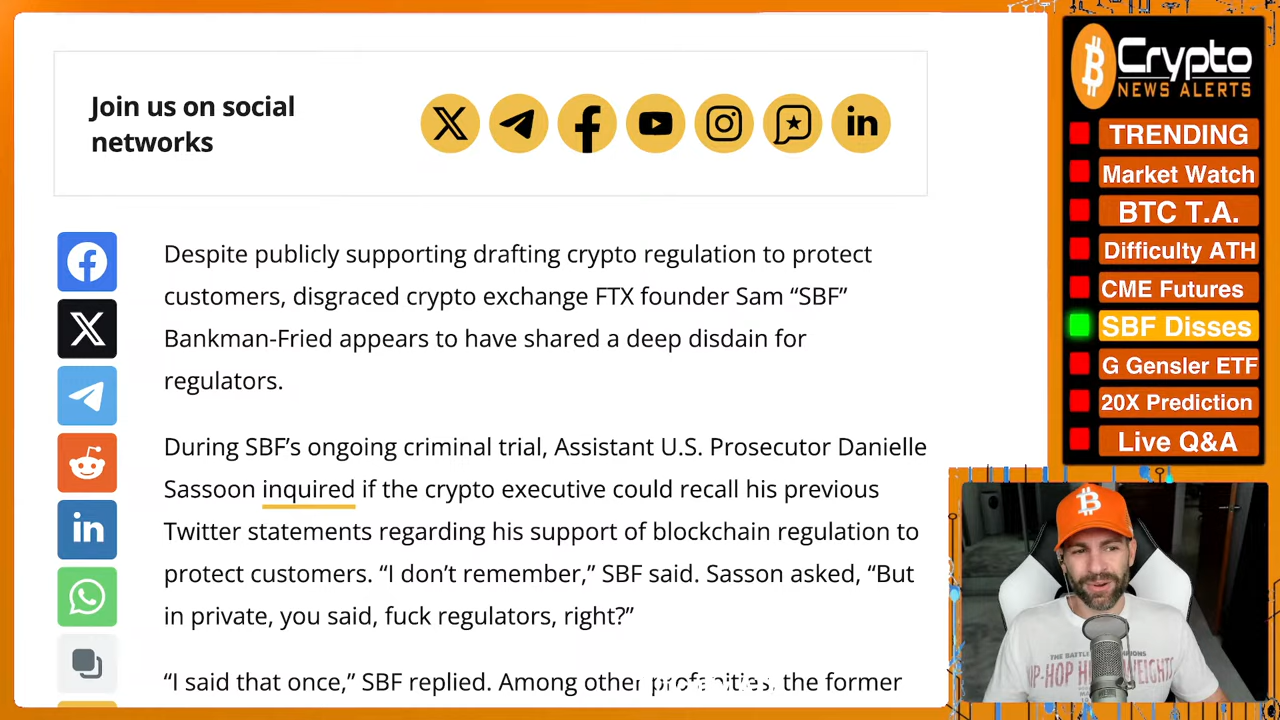 Join us on social
networks
Despite publicly supporting drafting crypto regulation to protect
customers, disgraced crypto exchange FTX founder Sam “SBF”
Bankman-Fried appears to have shared a deep disdain for
regulators.
During SBF’s ongoing criminal trial, Assistant U.S. Prosecutor Danielle
Sassoon inquired if the crypto executive could recall his previous
Twitter statements regarding his support of blockchain regulation to
protect customers. “I don’t remember,” SBF said. Sasson asked, “But
in private, you said, fuck regulators, right?”
“I said that once,” SBF replied. Among other profanities, the former
Crypto
NEWS ALERTS
TRENDING
Market Watch
BTC T.A.
Difficulty ATH
CME Futures
SBF Disses
G Gensler ETF
20X Prediction
Live Q&A
HIP-HOP H WEIGHTS